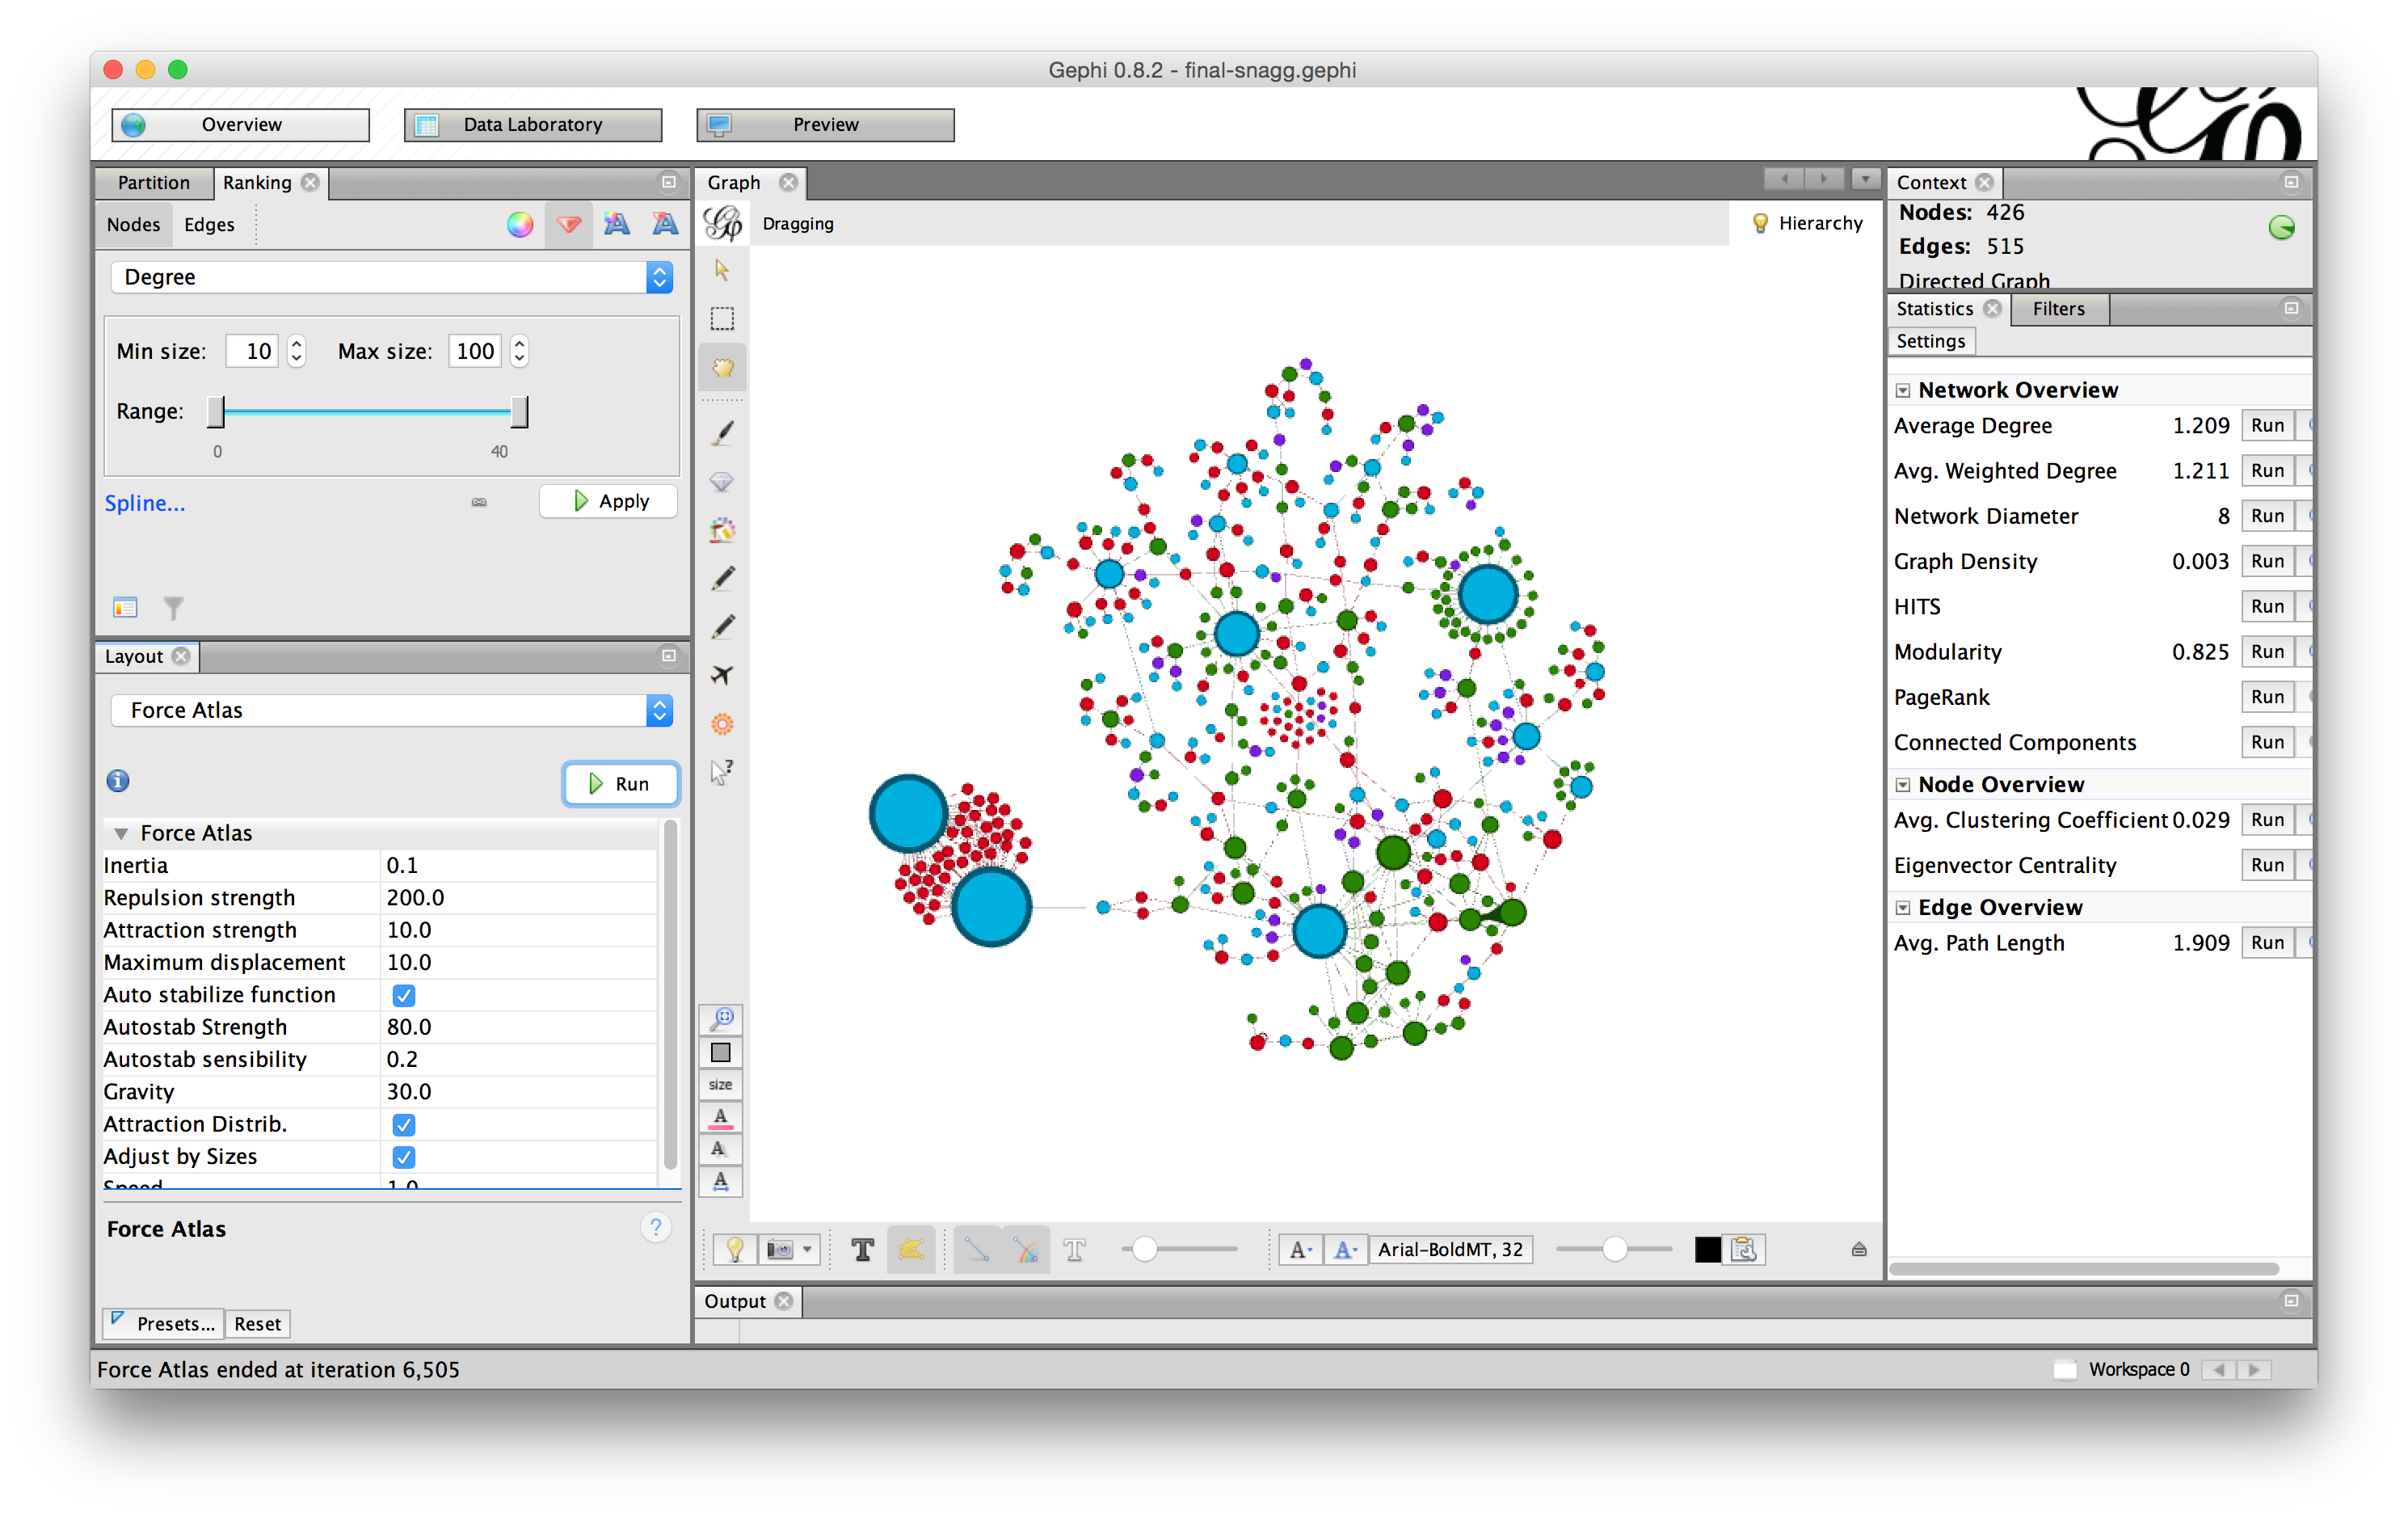 Gephi 0.8.2 - final-snagg.gephi
Overview
Data Laboratory
Preview
Partition
Ranking
Nodes
Edges
Degree
Min size: 10
Max size: 100
Range:
0
40
Spline...
Apply
Layout
Force Atlas
Run
Force Atlas
Inertia 0.1
Repulsion strength 200.0
Attraction strength 10.0
Maximum displacement 10.0
Auto stabilize function
Autostab Strength 80.0
Autostab sensibility 0.2
Gravity 30.0
Attraction Distrib.
Adjust by Sizes
Speed 1.0
Force Atlas
?
Presets...
Reset
Graph
Dragging
Hierarchy
size
A
A
A
T
T
A
A
Arial-BoldMT, 32
Output
Context
Nodes: 426
Edges: 515
Directed Graph
Statistics
Filters
Settings
Network Overview
Average Degree 1.209 Run
Avg. Weighted Degree 1.211 Run
Network Diameter 8 Run
Graph Density 0.003 Run
HITS Run
Modularity 0.825 Run
PageRank Run
Connected Components Run
Node Overview
Avg. Clustering Coefficient 0.029 Run
Eigenvector Centrality Run
Edge Overview
Avg. Path Length 1.909 Run
Force Atlas ended at iteration 6,505
Workspace 0